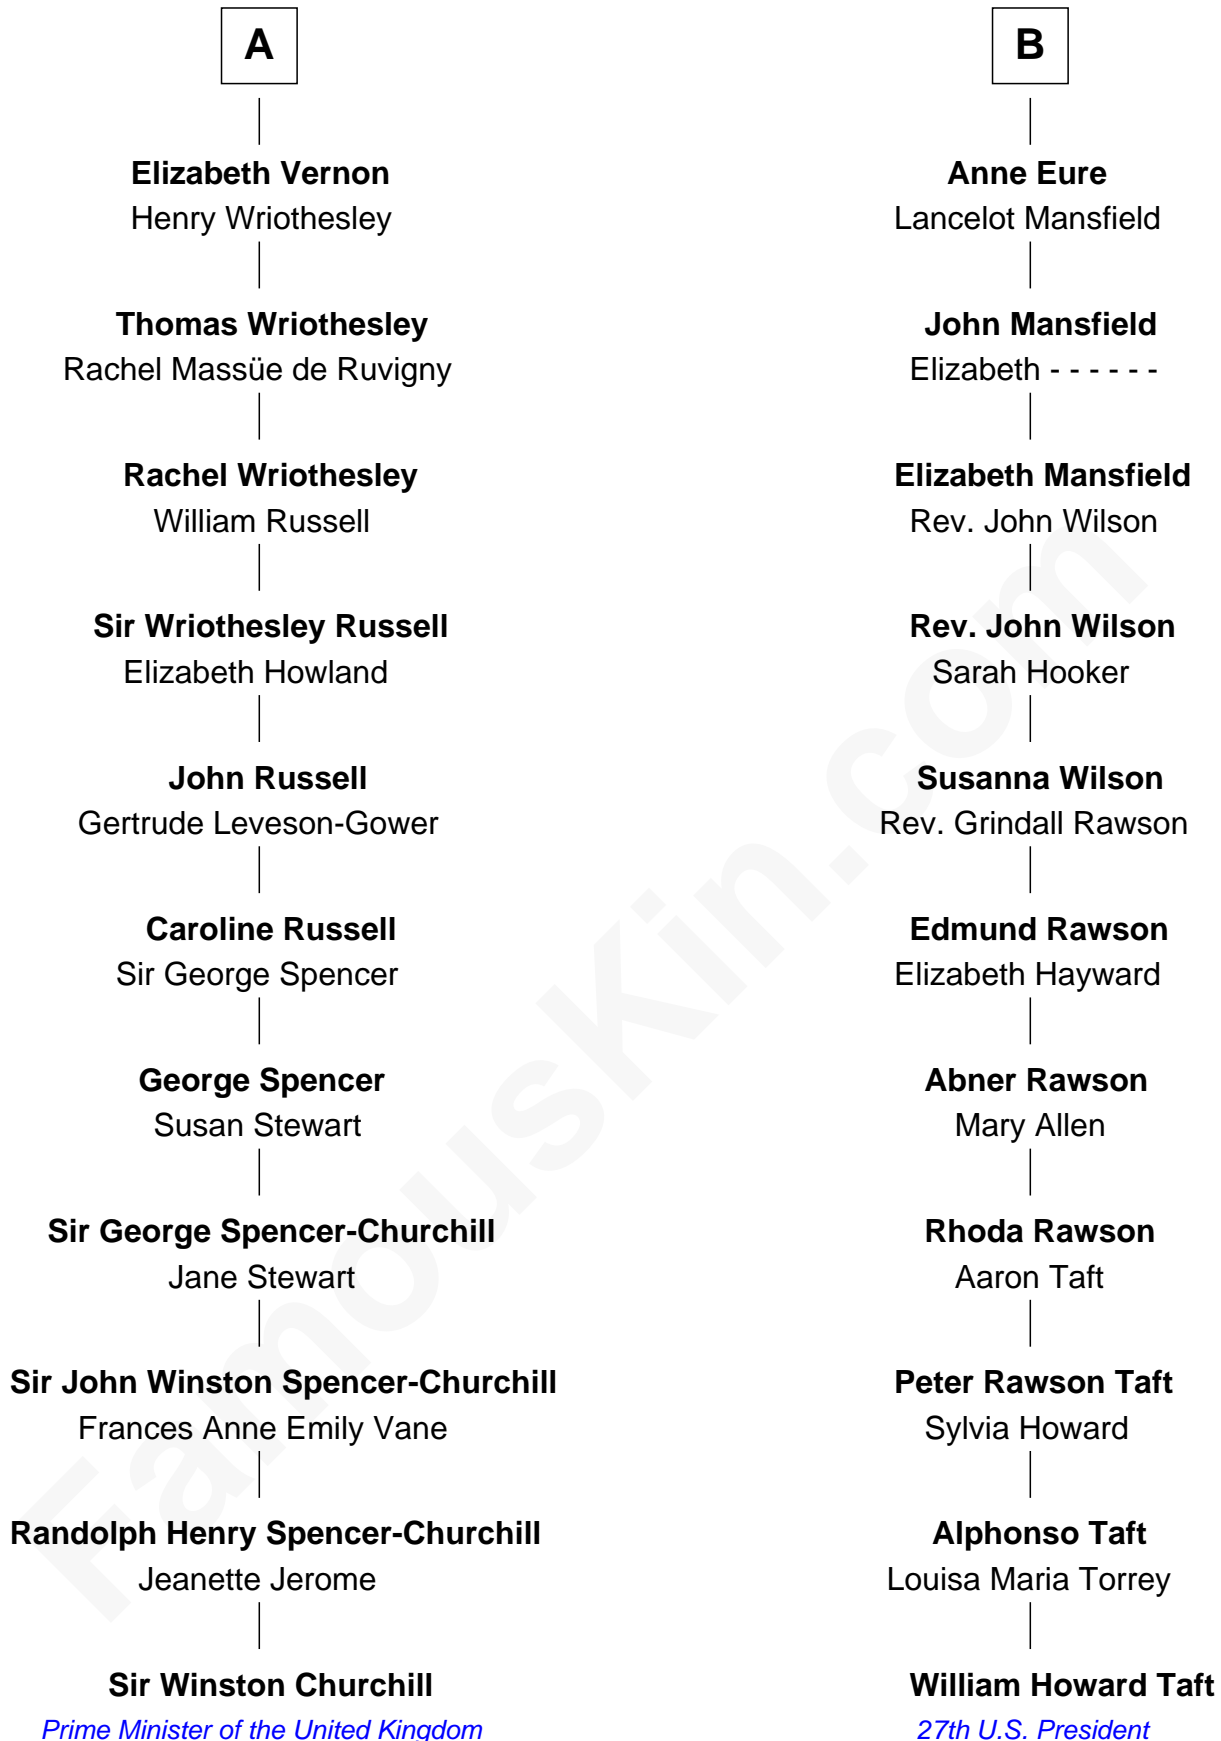 A
Elizabeth Vernon
Henry Wriothesley
Thomas Wriothesley
Rachel Massüe de Ruvigny
Rachel Wriothesley
William Russell
Sir Wriothesley Russell
Elizabeth Howland
John Russell
Gertrude Leveson-Gower
Caroline Russell
Sir George Spencer
George Spencer
Susan Stewart
Sir George Spencer-Churchill
Jane Stewart
Sir John Winston Spencer-Churchill
Frances Anne Emily Vane
Randolph Henry Spencer-Churchill
Jeanette Jerome
Sir Winston Churchill
Prime Minister of the United Kingdom
B
Anne Eure
Lancelot Mansfield
John Mansfield
Elizabeth - - - - - -
Elizabeth Mansfield
Rev. John Wilson
Rev. John Wilson
Sarah Hooker
Susanna Wilson
Rev. Grindall Rawson
Edmund Rawson
Elizabeth Hayward
Abner Rawson
Mary Allen
Rhoda Rawson
Aaron Taft
Peter Rawson Taft
Sylvia Howard
Alphonso Taft
Louisa Maria Torrey
William Howard Taft
27th U.S. President
FamousKin.com